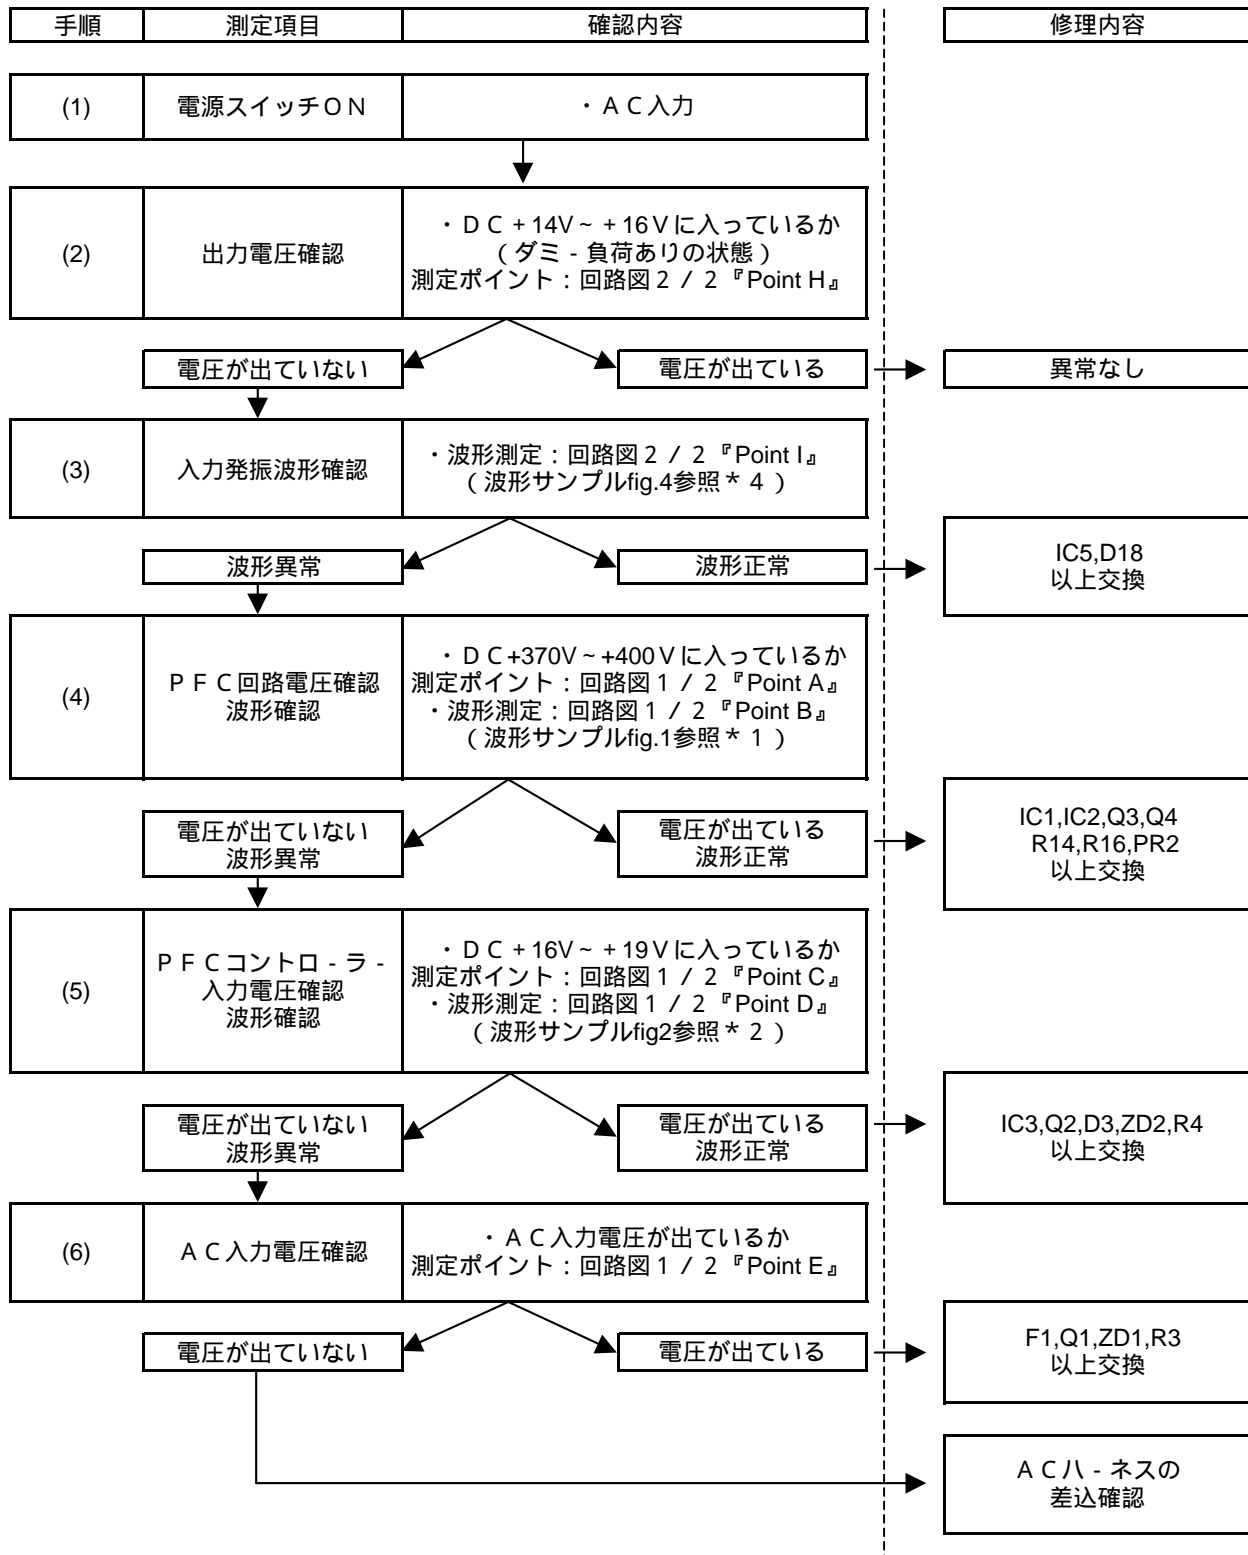 手順 測定項目 確認内容 修理内容
(1) 電源スイッチＯＮ ・ＡＣ入力
(2) 出力電圧確認
・ＤＣ＋14V～＋16Ｖに入っているか
（ダミ‐負荷ありの状態）
測定ポイント：回路図２／２『Point H』
電圧が出ていない 電圧が出ている 異常なし
(3) 入力発振波形確認
・波形測定：回路図２／２『Point I』
（波形サンプルfig.4参照＊４）
波形異常 波形正常
IC5,D18
以上交換
(4)
ＰＦＣ回路電圧確認
波形確認
・ＤＣ+370V～+400Ｖに入っているか
測定ポイント：回路図１／２『Point A』
・波形測定：回路図１／２『Point B』
（波形サンプルfig.1参照＊１）
電圧が出ていない
波形異常
電圧が出ている
波形正常
IC1,IC2,Q3,Q4
R14,R16,PR2
以上交換
(5)
ＰＦＣコントロ‐ラ‐
入力電圧確認
波形確認
・ＤＣ＋16V～＋19Ｖに入っているか
測定ポイント：回路図１／２『Point C』
・波形測定：回路図１／２『Point D』
（波形サンプルfig2参照＊２）
電圧が出ていない
波形異常
電圧が出ている
波形正常
IC3,Q2,D3,ZD2,R4
以上交換
(6) ＡＣ入力電圧確認
・ＡＣ入力電圧が出ているか
測定ポイント：回路図１／２『Point E』
電圧が出ていない 電圧が出ている
F1,Q1,ZD1,R3
以上交換
ＡＣハ‐ネスの
差込確認